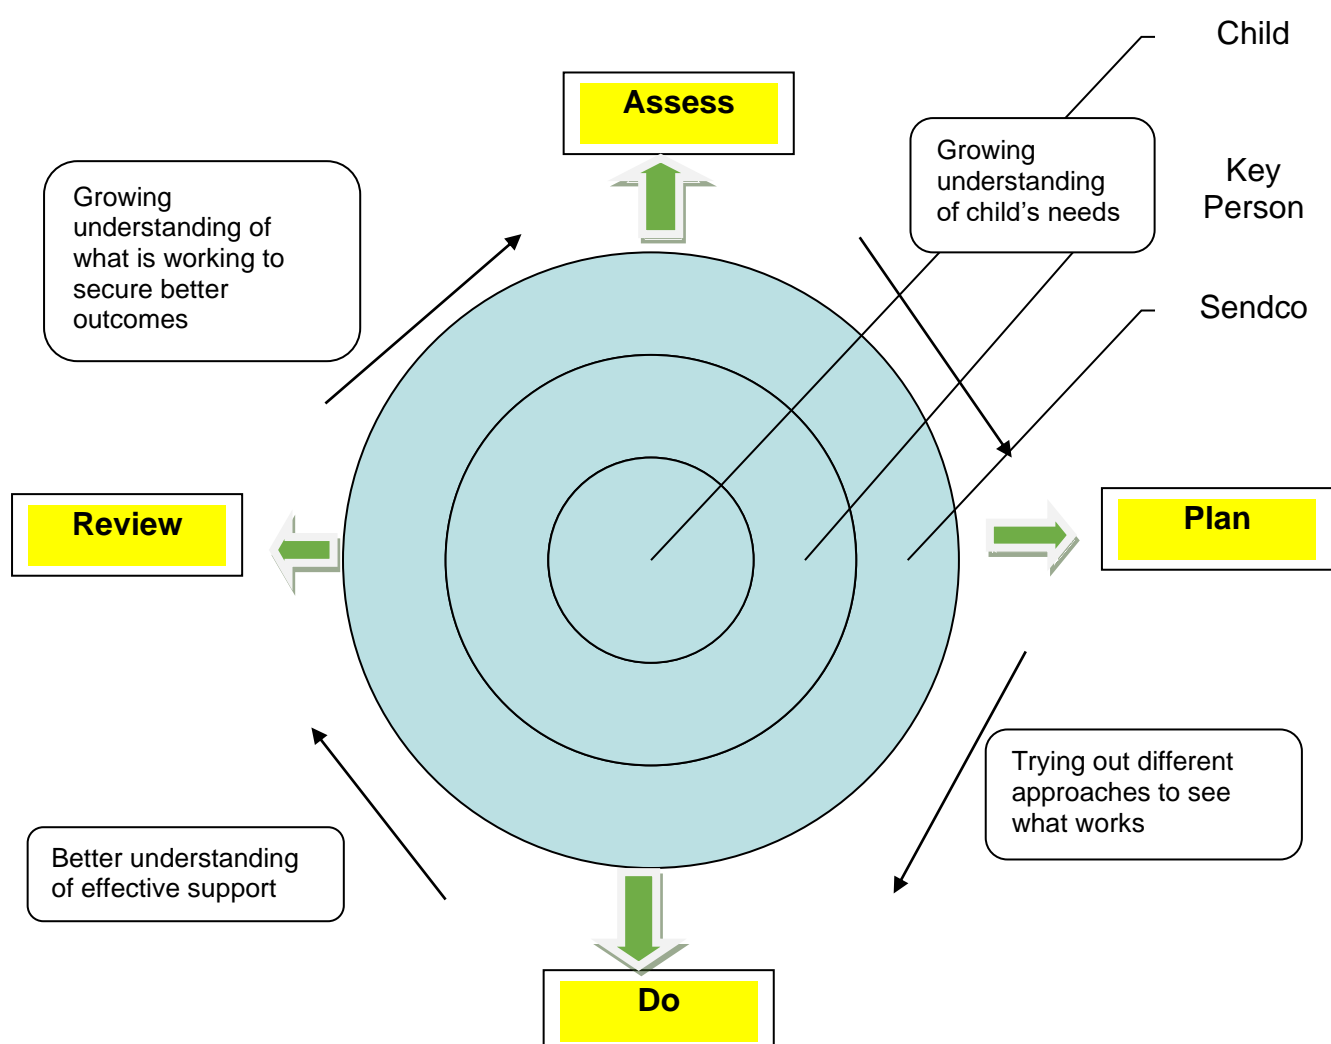 Child
Assess
Growing
understanding
of child’s needs
Key
Person
Growing
understanding of
what is working to
secure better
outcomes
Sendco
Review
Plan
Trying out different
approaches to see
what works
Better understanding
of effective support
Do